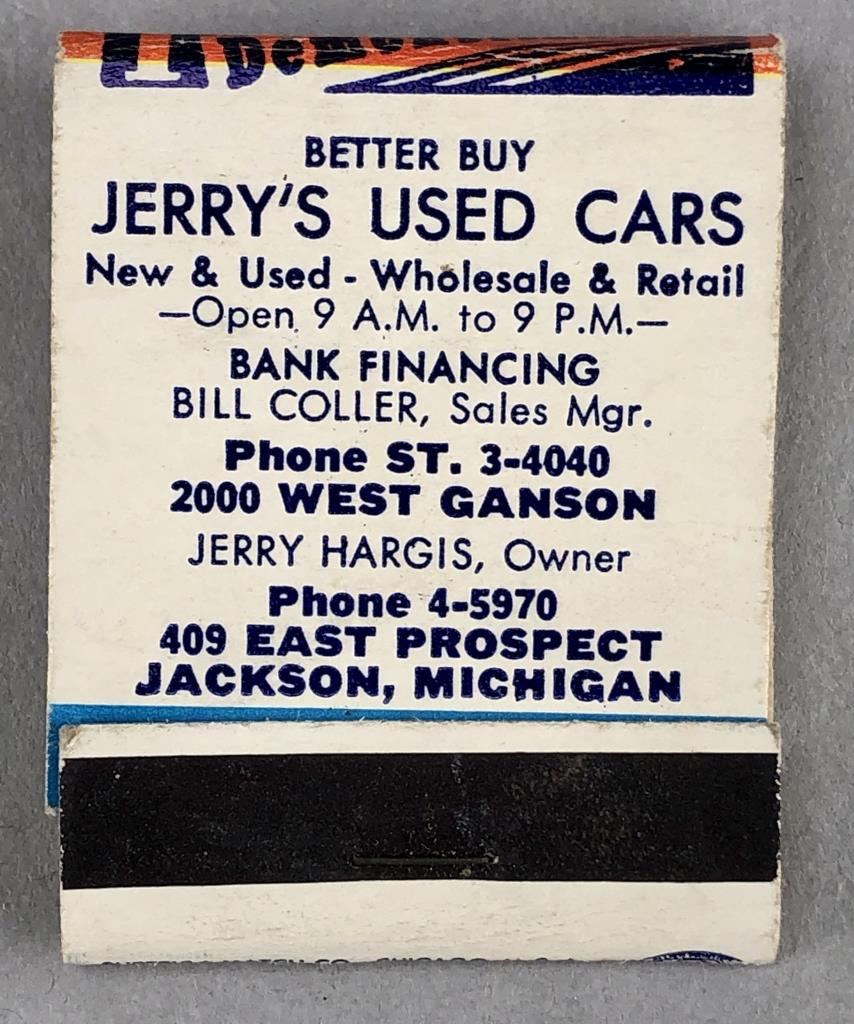 BETTER BUY
JERRY'S USED CARS
New & Used - Wholesale & Retail
—Open 9 A.M. to 9 P.M.—
BANK FINANCING
BILL COLLER, Sales Mgr.
Phone ST. 3-4040
2000 WEST GANSON
JERRY HARGIS, Owner
Phone 4-5970
409 EAST PROSPECT
JACKSON, MICHIGAN